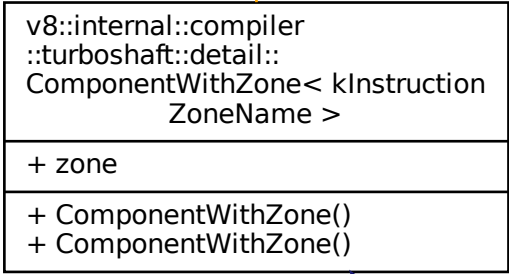 v8::internal::compiler
::turboshaft::detail::
ComponentWithZone< kInstruction
ZoneName >
+ zone
+ ComponentWithZone()
+ ComponentWithZone()